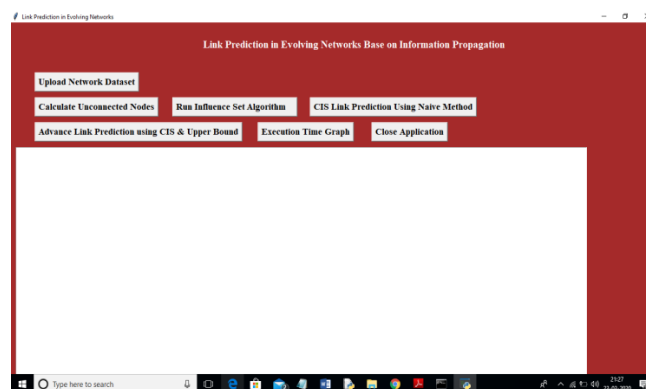 Link Prediction in Evolving Networks
Link Prediction in Evolving Networks Base on Information Propagation
Upload Network Dataset
Calculate Unconnected Nodes Run Influence Set Algorithm CIS Link Prediction Using Naive Method
Advance Link Prediction using CIS & Upper Bound Execution Time Graph Close Application
Type here to search
21:27